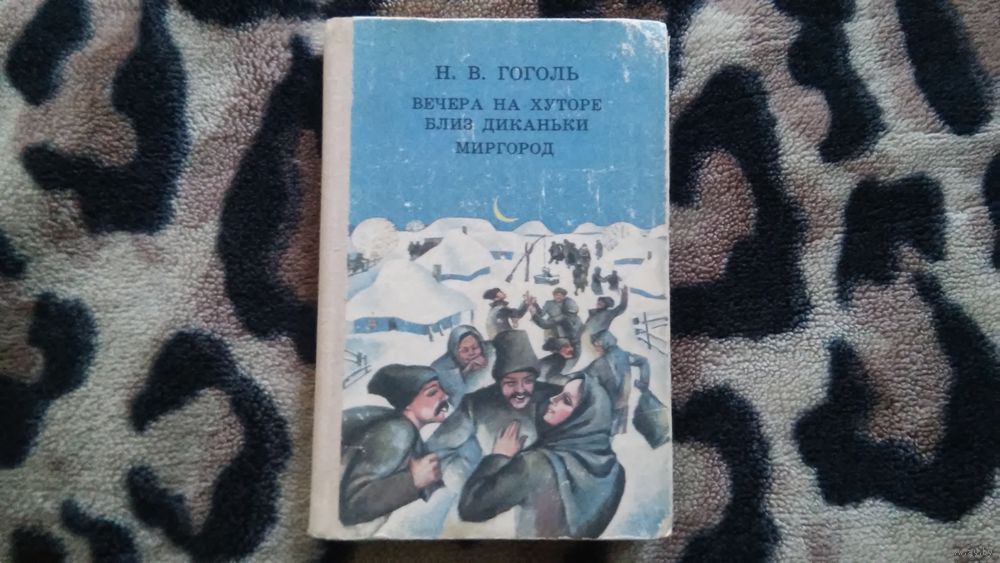 Н. В. ГОГОЛЬ
ВЕЧЕРА НА ХУТОРЕ
БЛИЗ ДИКАНЬКИ
МИРГОРОД